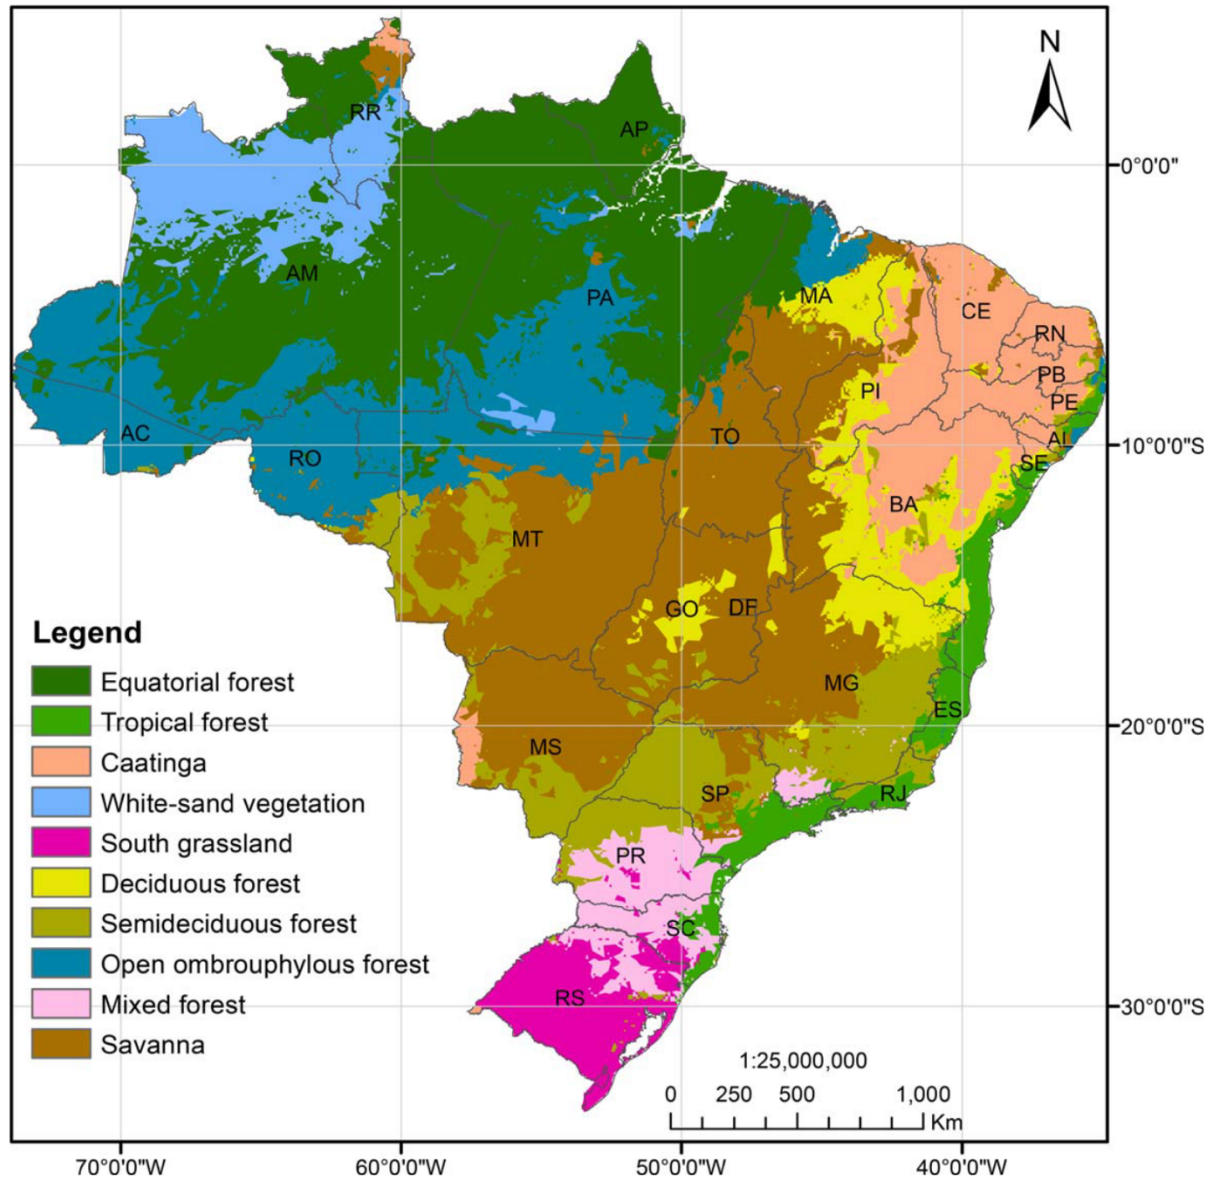 N
RR
AP
0°0'0"
AM
PA
MA
CE
RN
PB
PI
PE
AC
TO
AL
10°0'0"S
RO
SE
BA
MT
GO
DF
Legend
MG
Equatorial forest
ES
Tropical forest
20°0'0"S
MS
Caatinga
SP
RJ
White-sand vegetation
South grassland
PR
Deciduous forest
Semideciduous forest
SC
Open ombrouphylous forest
RS
Mixed forest
30°0'0"S
Savanna
1:25,000,000
0 250 500 1,000
Km
70°0'0"W 60°0'0"W 50°0'0"W 40°0'0"W